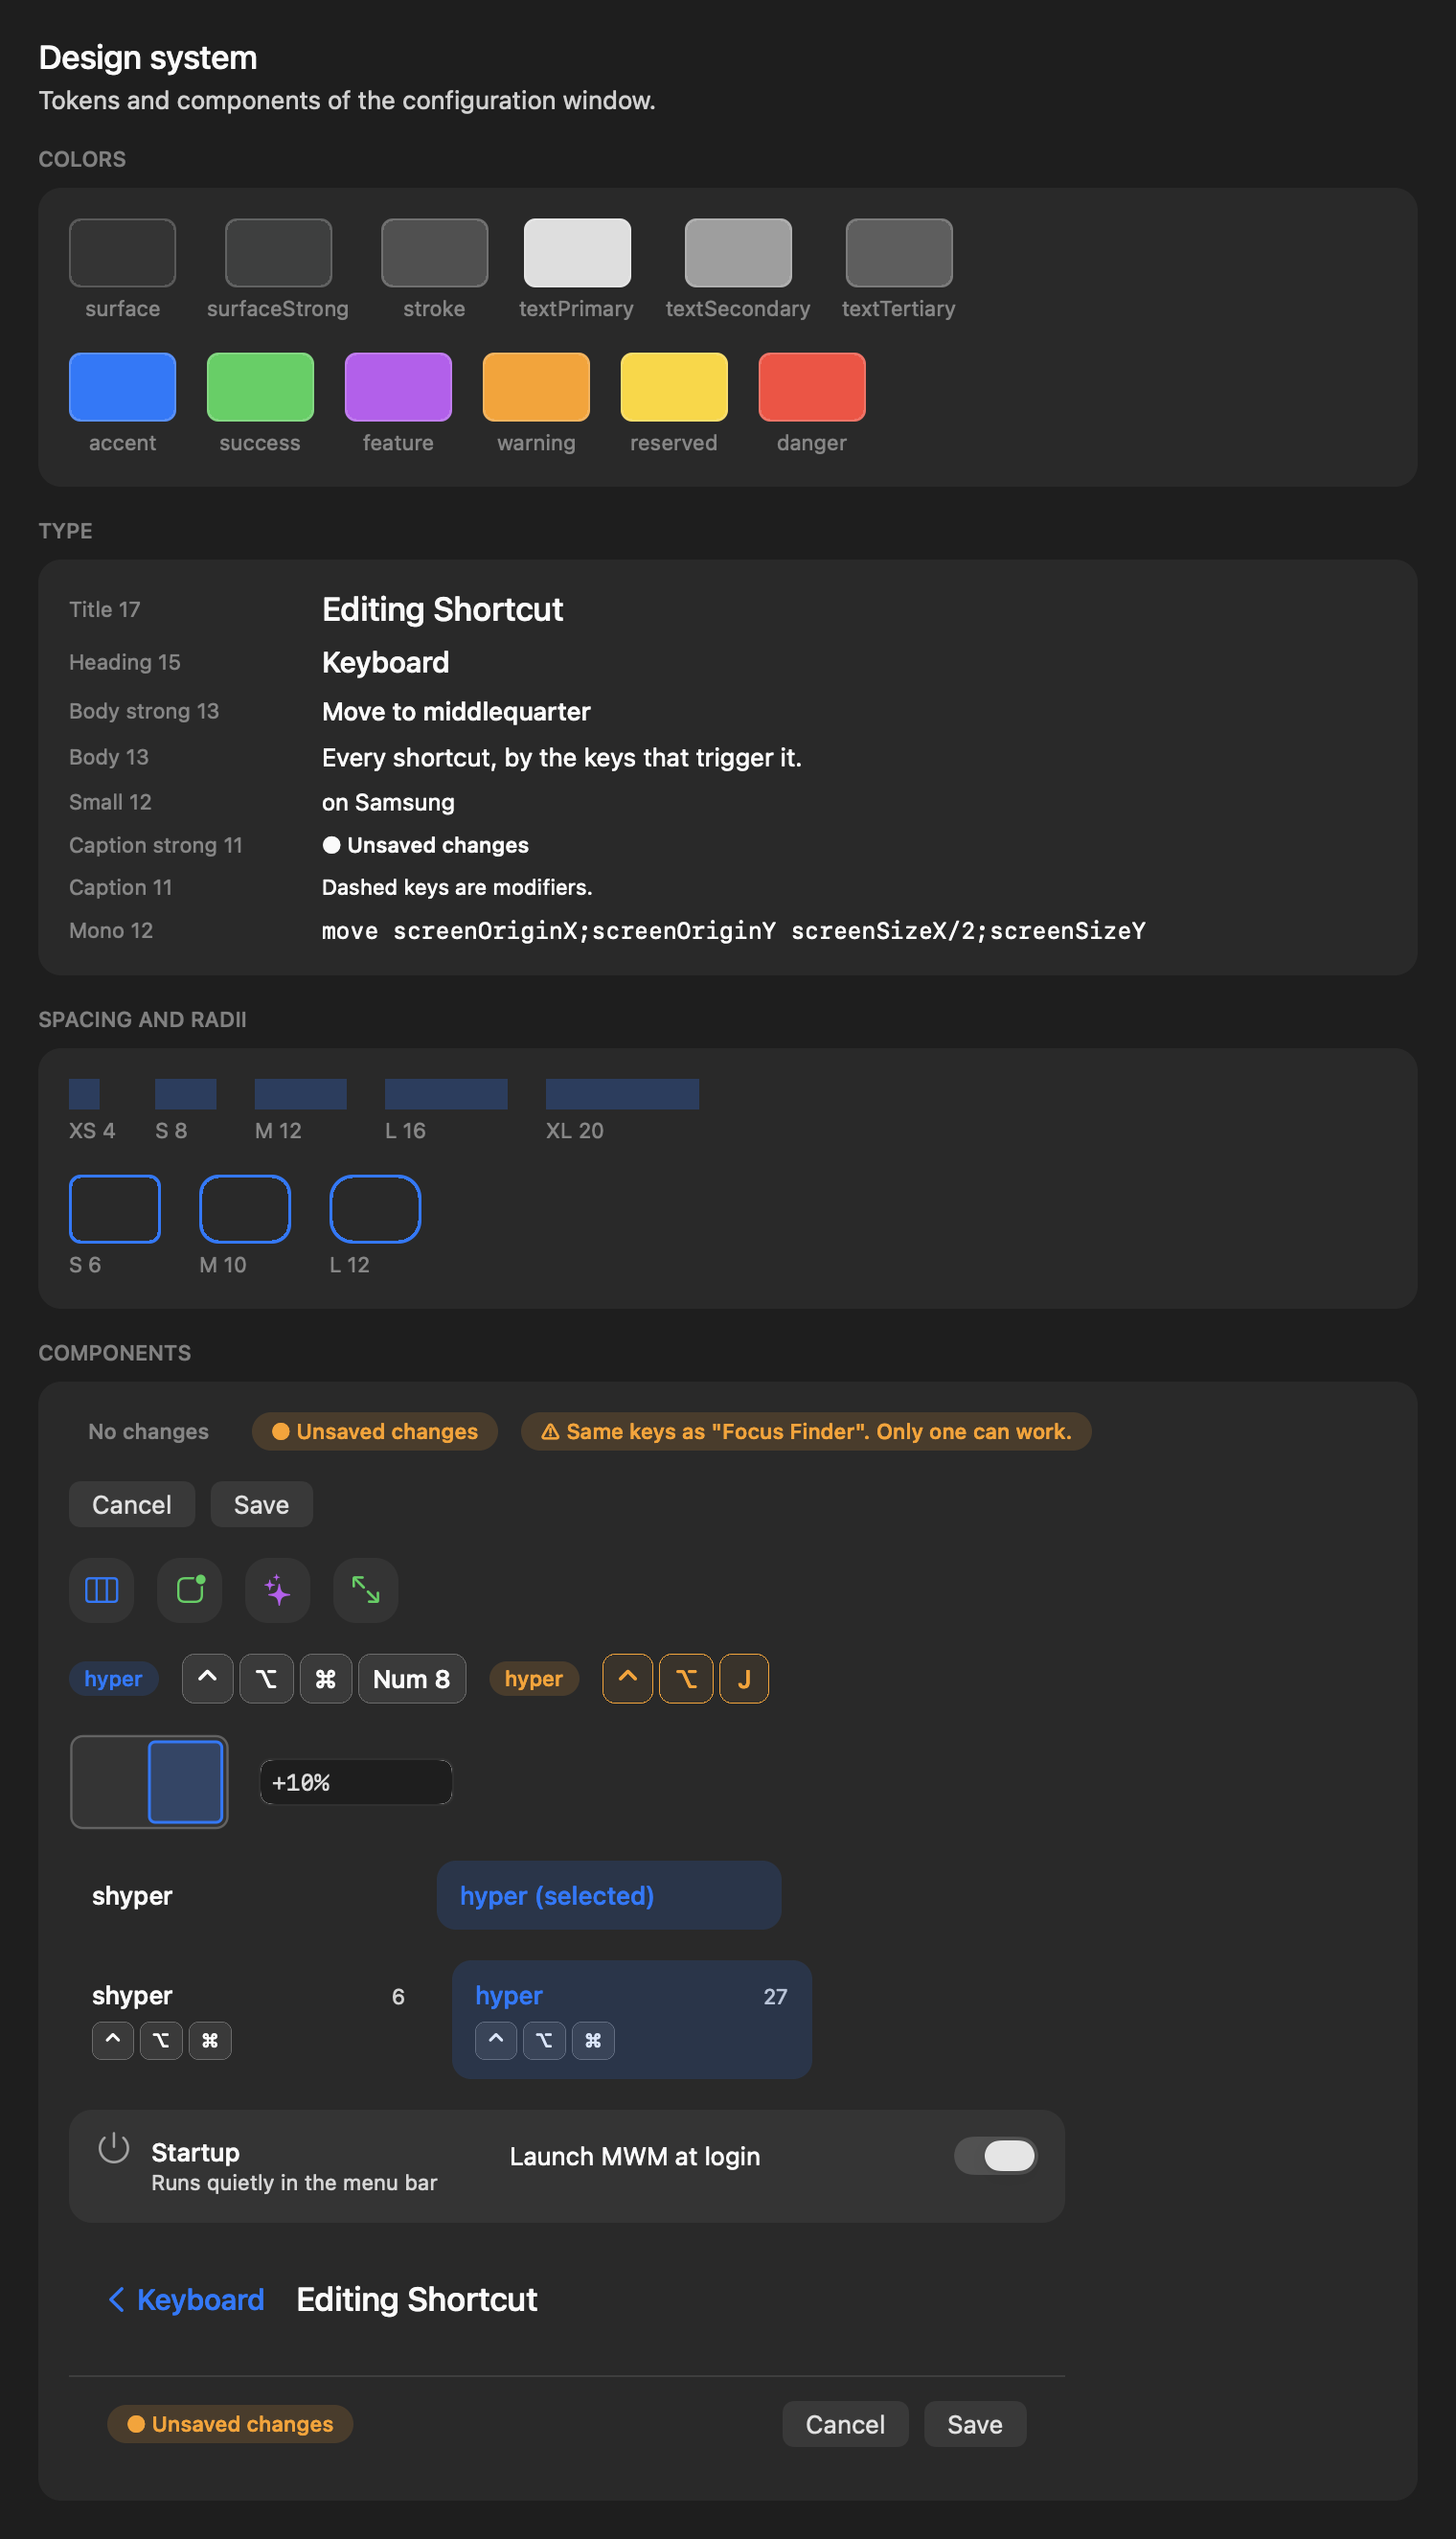 Design system
Tokens and components of the configuration window.
COLORS
surface surfaceStrong stroke textPrimary textSecondary textTertiary
accent success feature warning reserved danger
TYPE
Title 17 Editing Shortcut
Heading 15 Keyboard
Body strong 13 Move to middlequarter
Body 13 Every shortcut, by the keys that trigger it.
Small 12 on Samsung
Caption strong 11 Unsaved changes
Caption 11 Dashed keys are modifiers.
Mono 12 move screenOriginX;screenOriginY screenSizeX/2;screenSizeY
SPACING AND RADII
XS 4 S 8 M 12 L 16 XL 20
S 6 M 10 L 12
COMPONENTS
No changes Unsaved changes ⚠ Same keys as "Focus Finder". Only one can work.
Cancel Save
hyper ⌃ ⌥ ⌘ Num 8 hyper ⌃ ⌥ J
+10%
shyper hyper (selected)
shyper 6 hyper 27
⌃ ⌥ ⌘ ⌃ ⌥ ⌘
Startup Launch MWM at login
Runs quietly in the menu bar
Keyboard Editing Shortcut
Unsaved changes Cancel Save